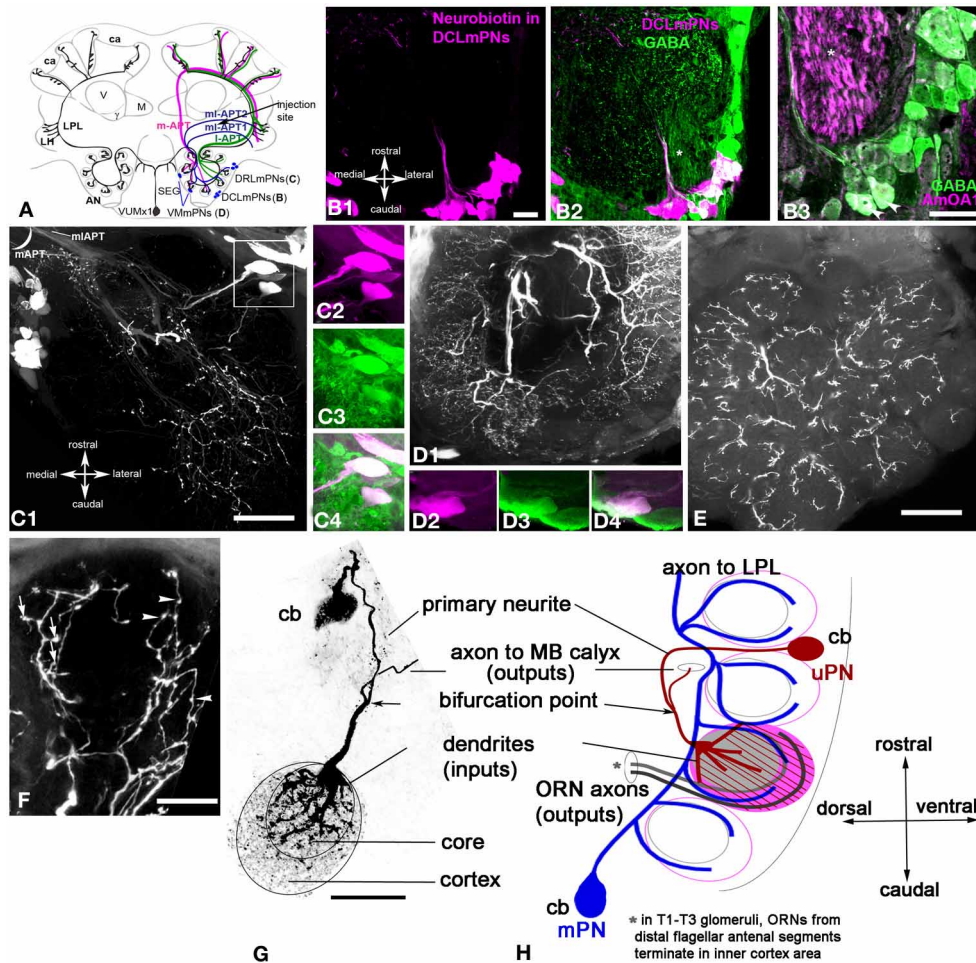 ca
ca
V
M
γ
LPL
LH
m-APT
ml-APT2
ml-APT1
l-APT
injection
site
SEG
AN
VUMx1
DRLmPNs(C)
DCLmPNs(B)
VMmPNs (D)
A
Neurobiotin in
DCLmPNs
rostral
medial
lateral
caudal
B1
DCLmPNs
GABA
*
B2
*
GABA
AmOA1
B3
mlAPT
mAPT
rostral
medial
lateral
caudal
C1
C2
C3
C4
D1
D2
D3
D4
E
F
cb
primary neurite
axon to MB calyx
(outputs)
bifurcation point
dendrites
(inputs)
core
cortex
G
axon to LPL
cb
uPN
*
ORN axons
(outputs)
cb
mPN
rostral
dorsal
ventral
caudal
* in T1-T3 glomeruli, ORNs from
distal flagellar antenal segments
terminate in inner cortex area
H